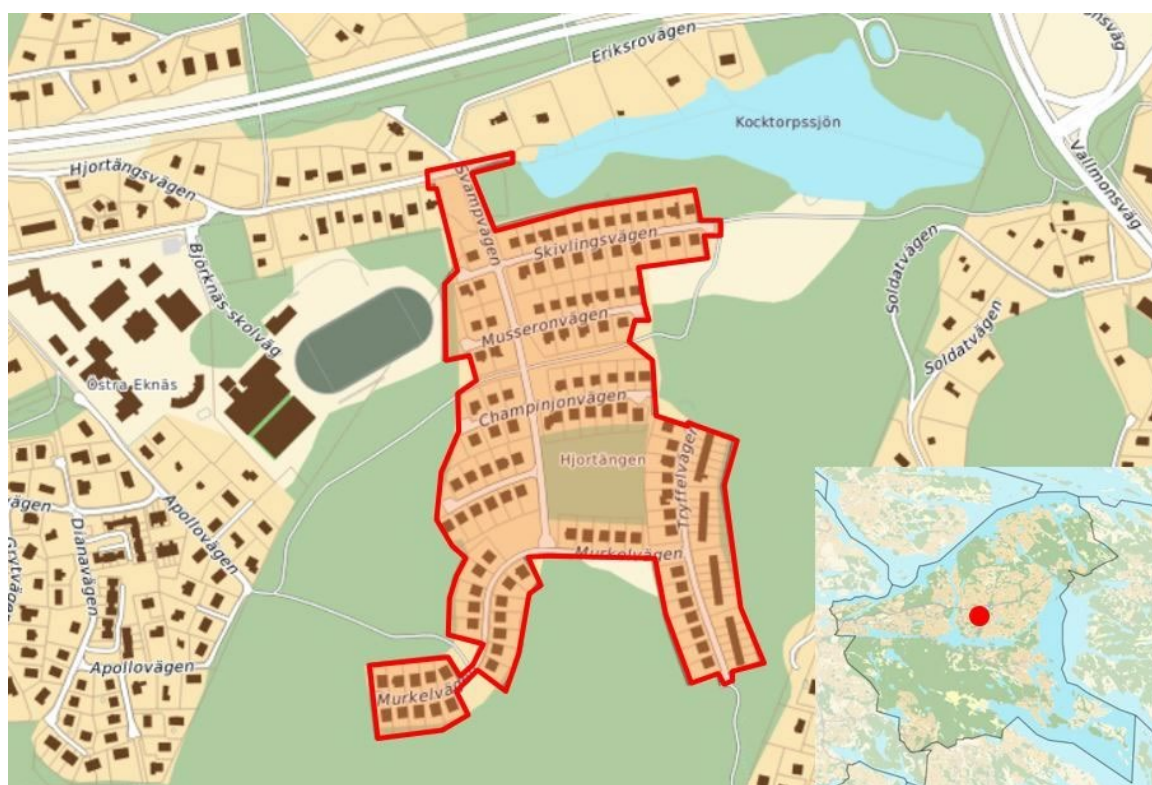 Eriksrovägen
Kocktorpssjön
Vallmonsväg
Hjortängsvägen
Svampvägen
Skivlingsvägen
Björknäs skolväg
Soldatvägen
Musseronvägen
Soldatvägen
Östra Eknäs
Champinjonvägen
Hjortängen
Tryffelvägen
Apollovägen
Dianavägen
Murkelvägen
Apollovägen
Murkelvägen